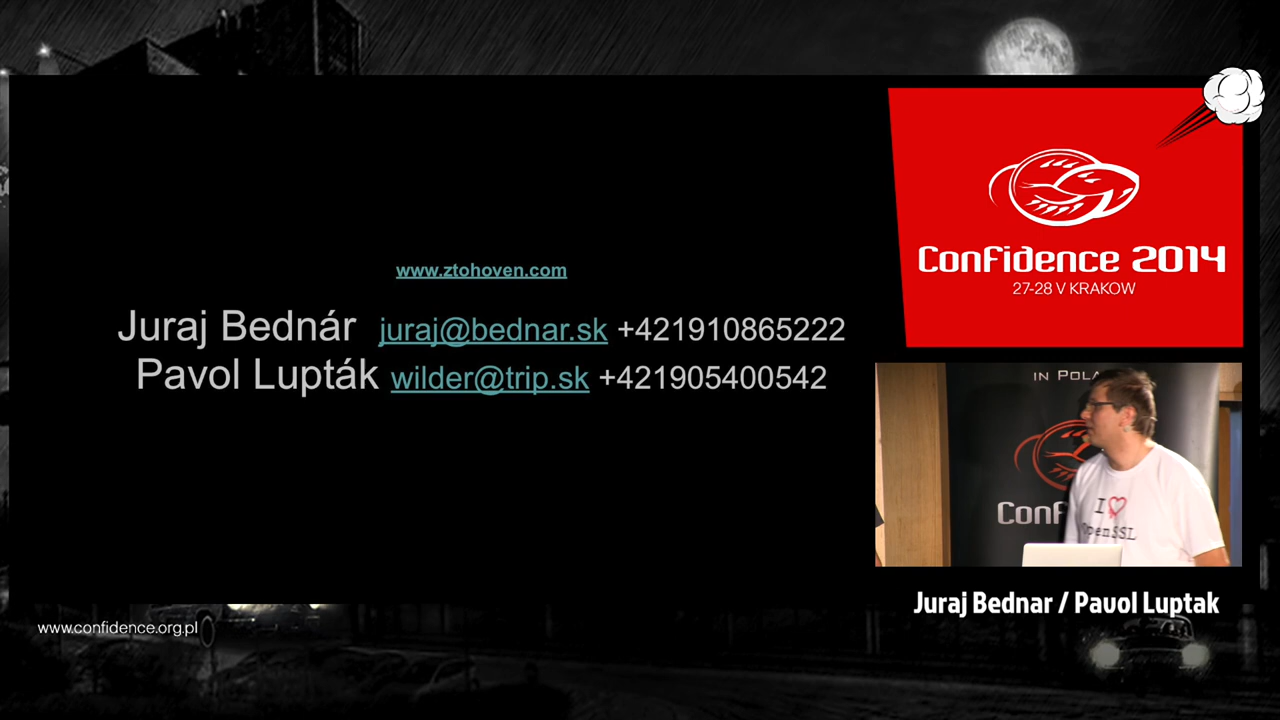 www.ztohoven.com
Juraj Bednár juraj@bednar.sk +421910865222
Pavol Lupták wilder@trip.sk +421905400542
Confidence 2014
27-28 V KRAKOW
IN POLA
Conf
I
OpenSSL
Juraj Bednar / Pavol Luptak
www.confidence.org.pl